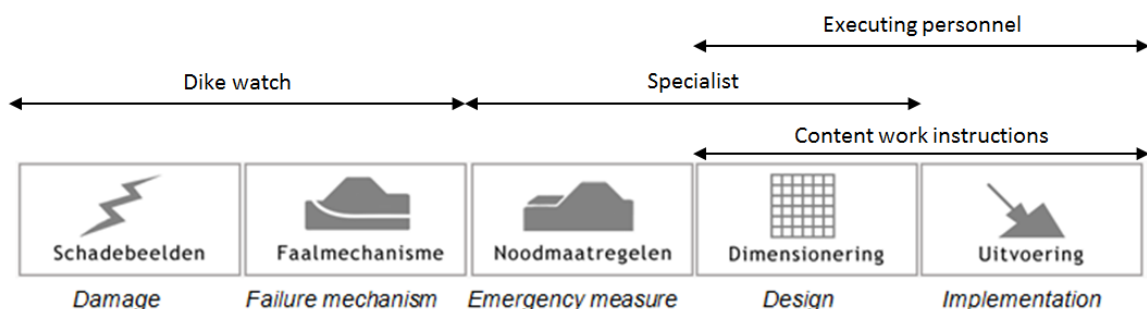 Executing personnel
Dike watch
Specialist
Content work instructions
Schadebeelden
Faalmechanisme
Noodmaatregelen
Dimensionering
Uitvoering
Damage
Failure mechanism
Emergency measure
Design
Implementation